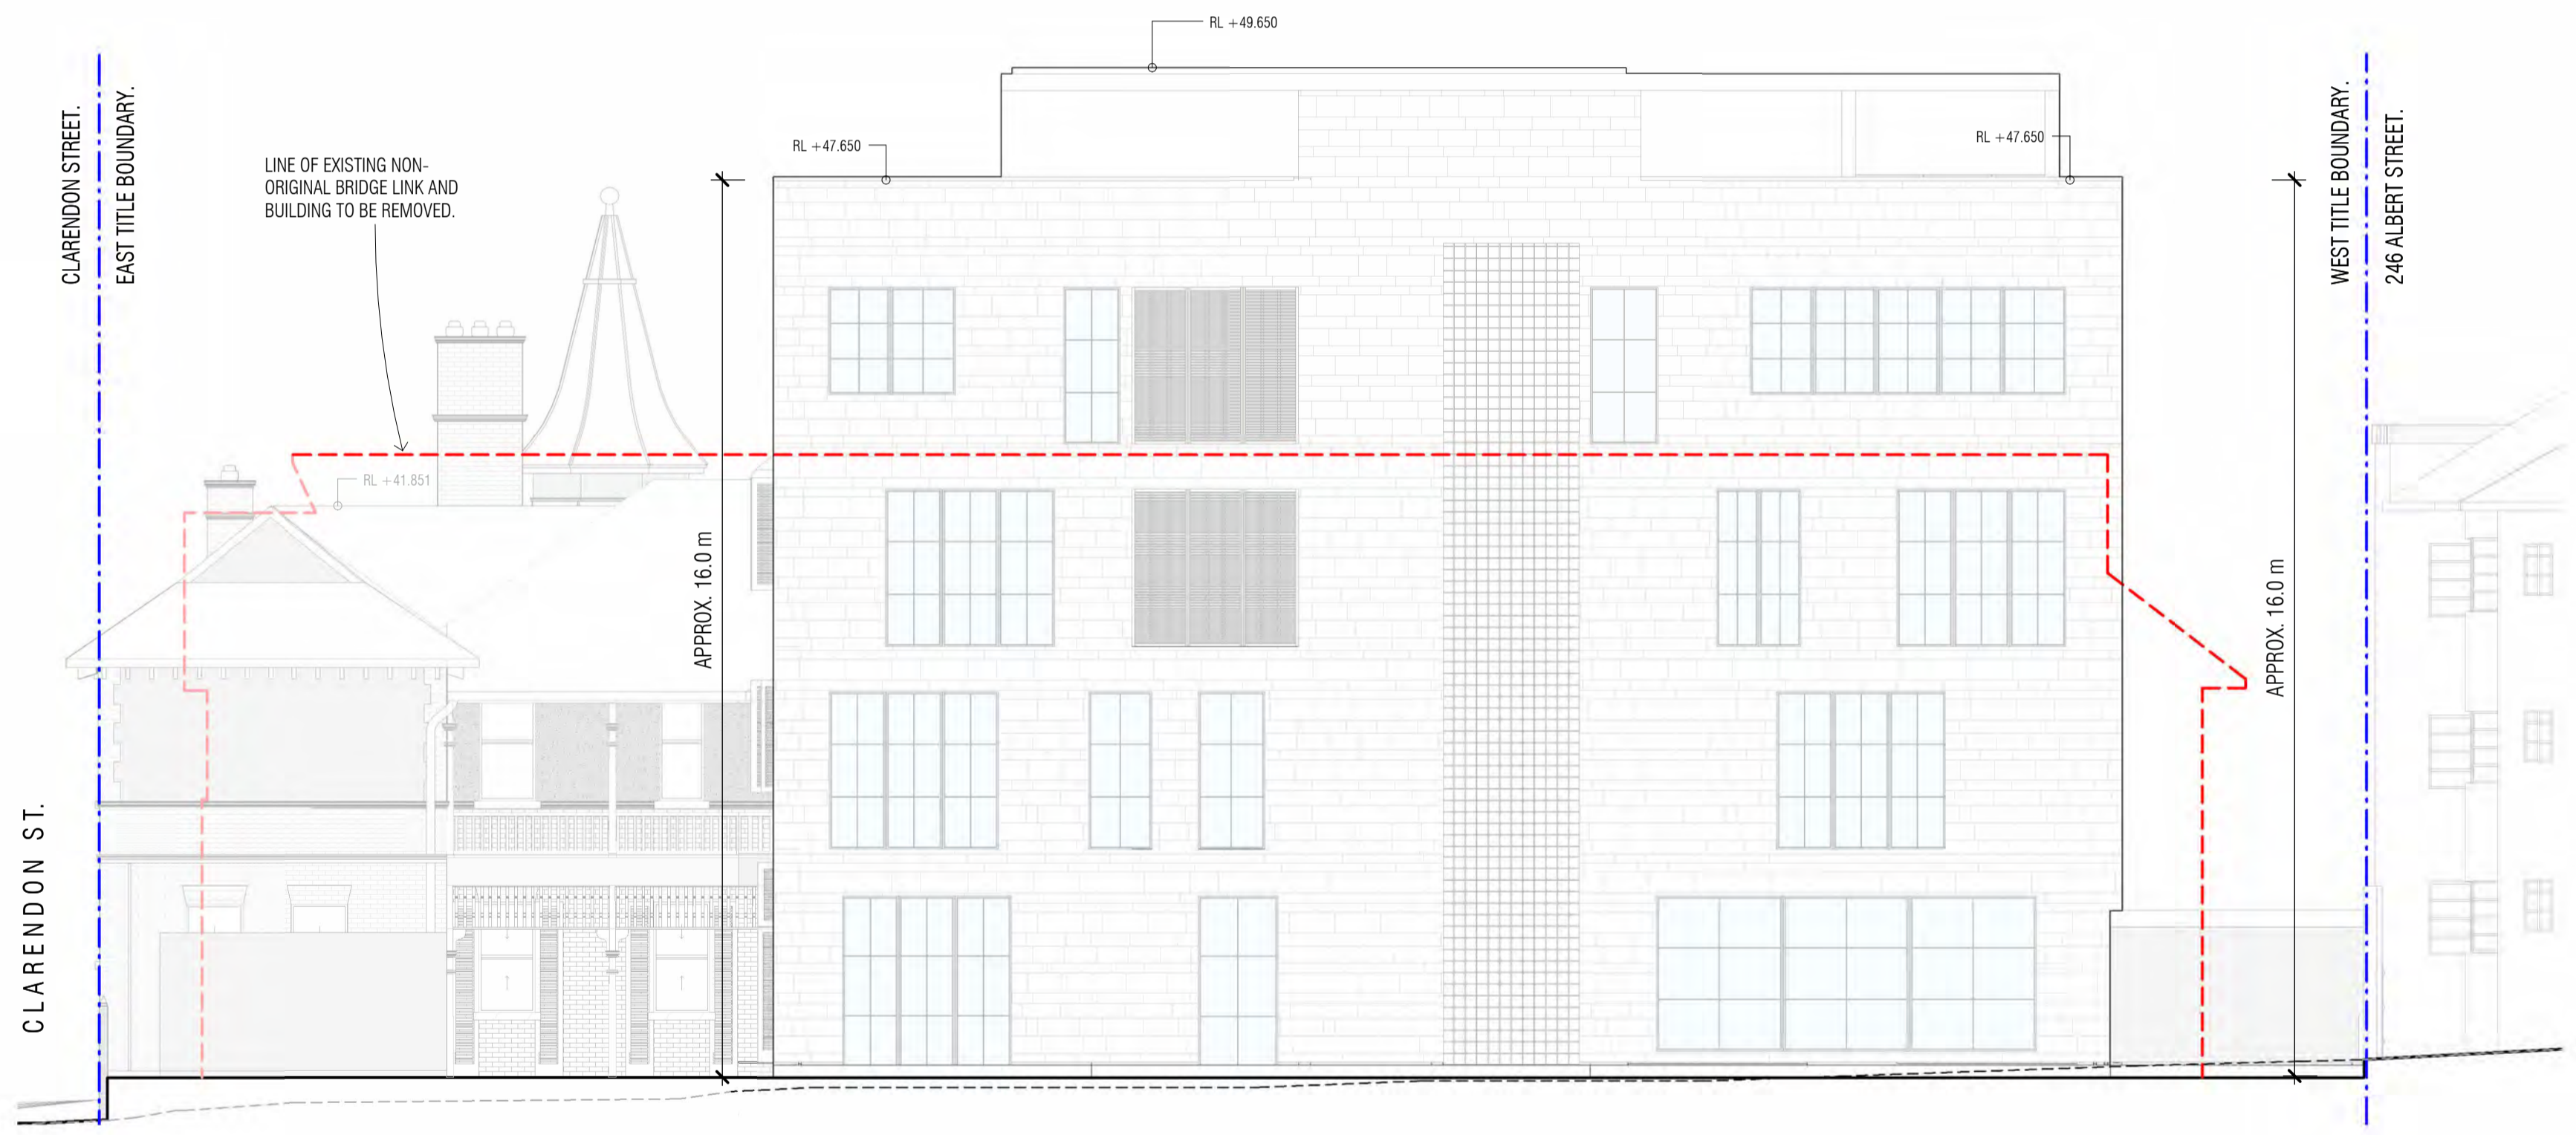 RL +49.650
CLARENDON STREET.
EAST TITLE BOUNDARY.
LINE OF EXISTING NON-
ORIGINAL BRIDGE LINK AND
BUILDING TO BE REMOVED.
RL +47.650
RL +47.650
WEST TITLE BOUNDARY.
246 ALBERT STREET.
RL +41.851
APPROX. 16.0 m
APPROX. 16.0 m
CLARENDON ST.